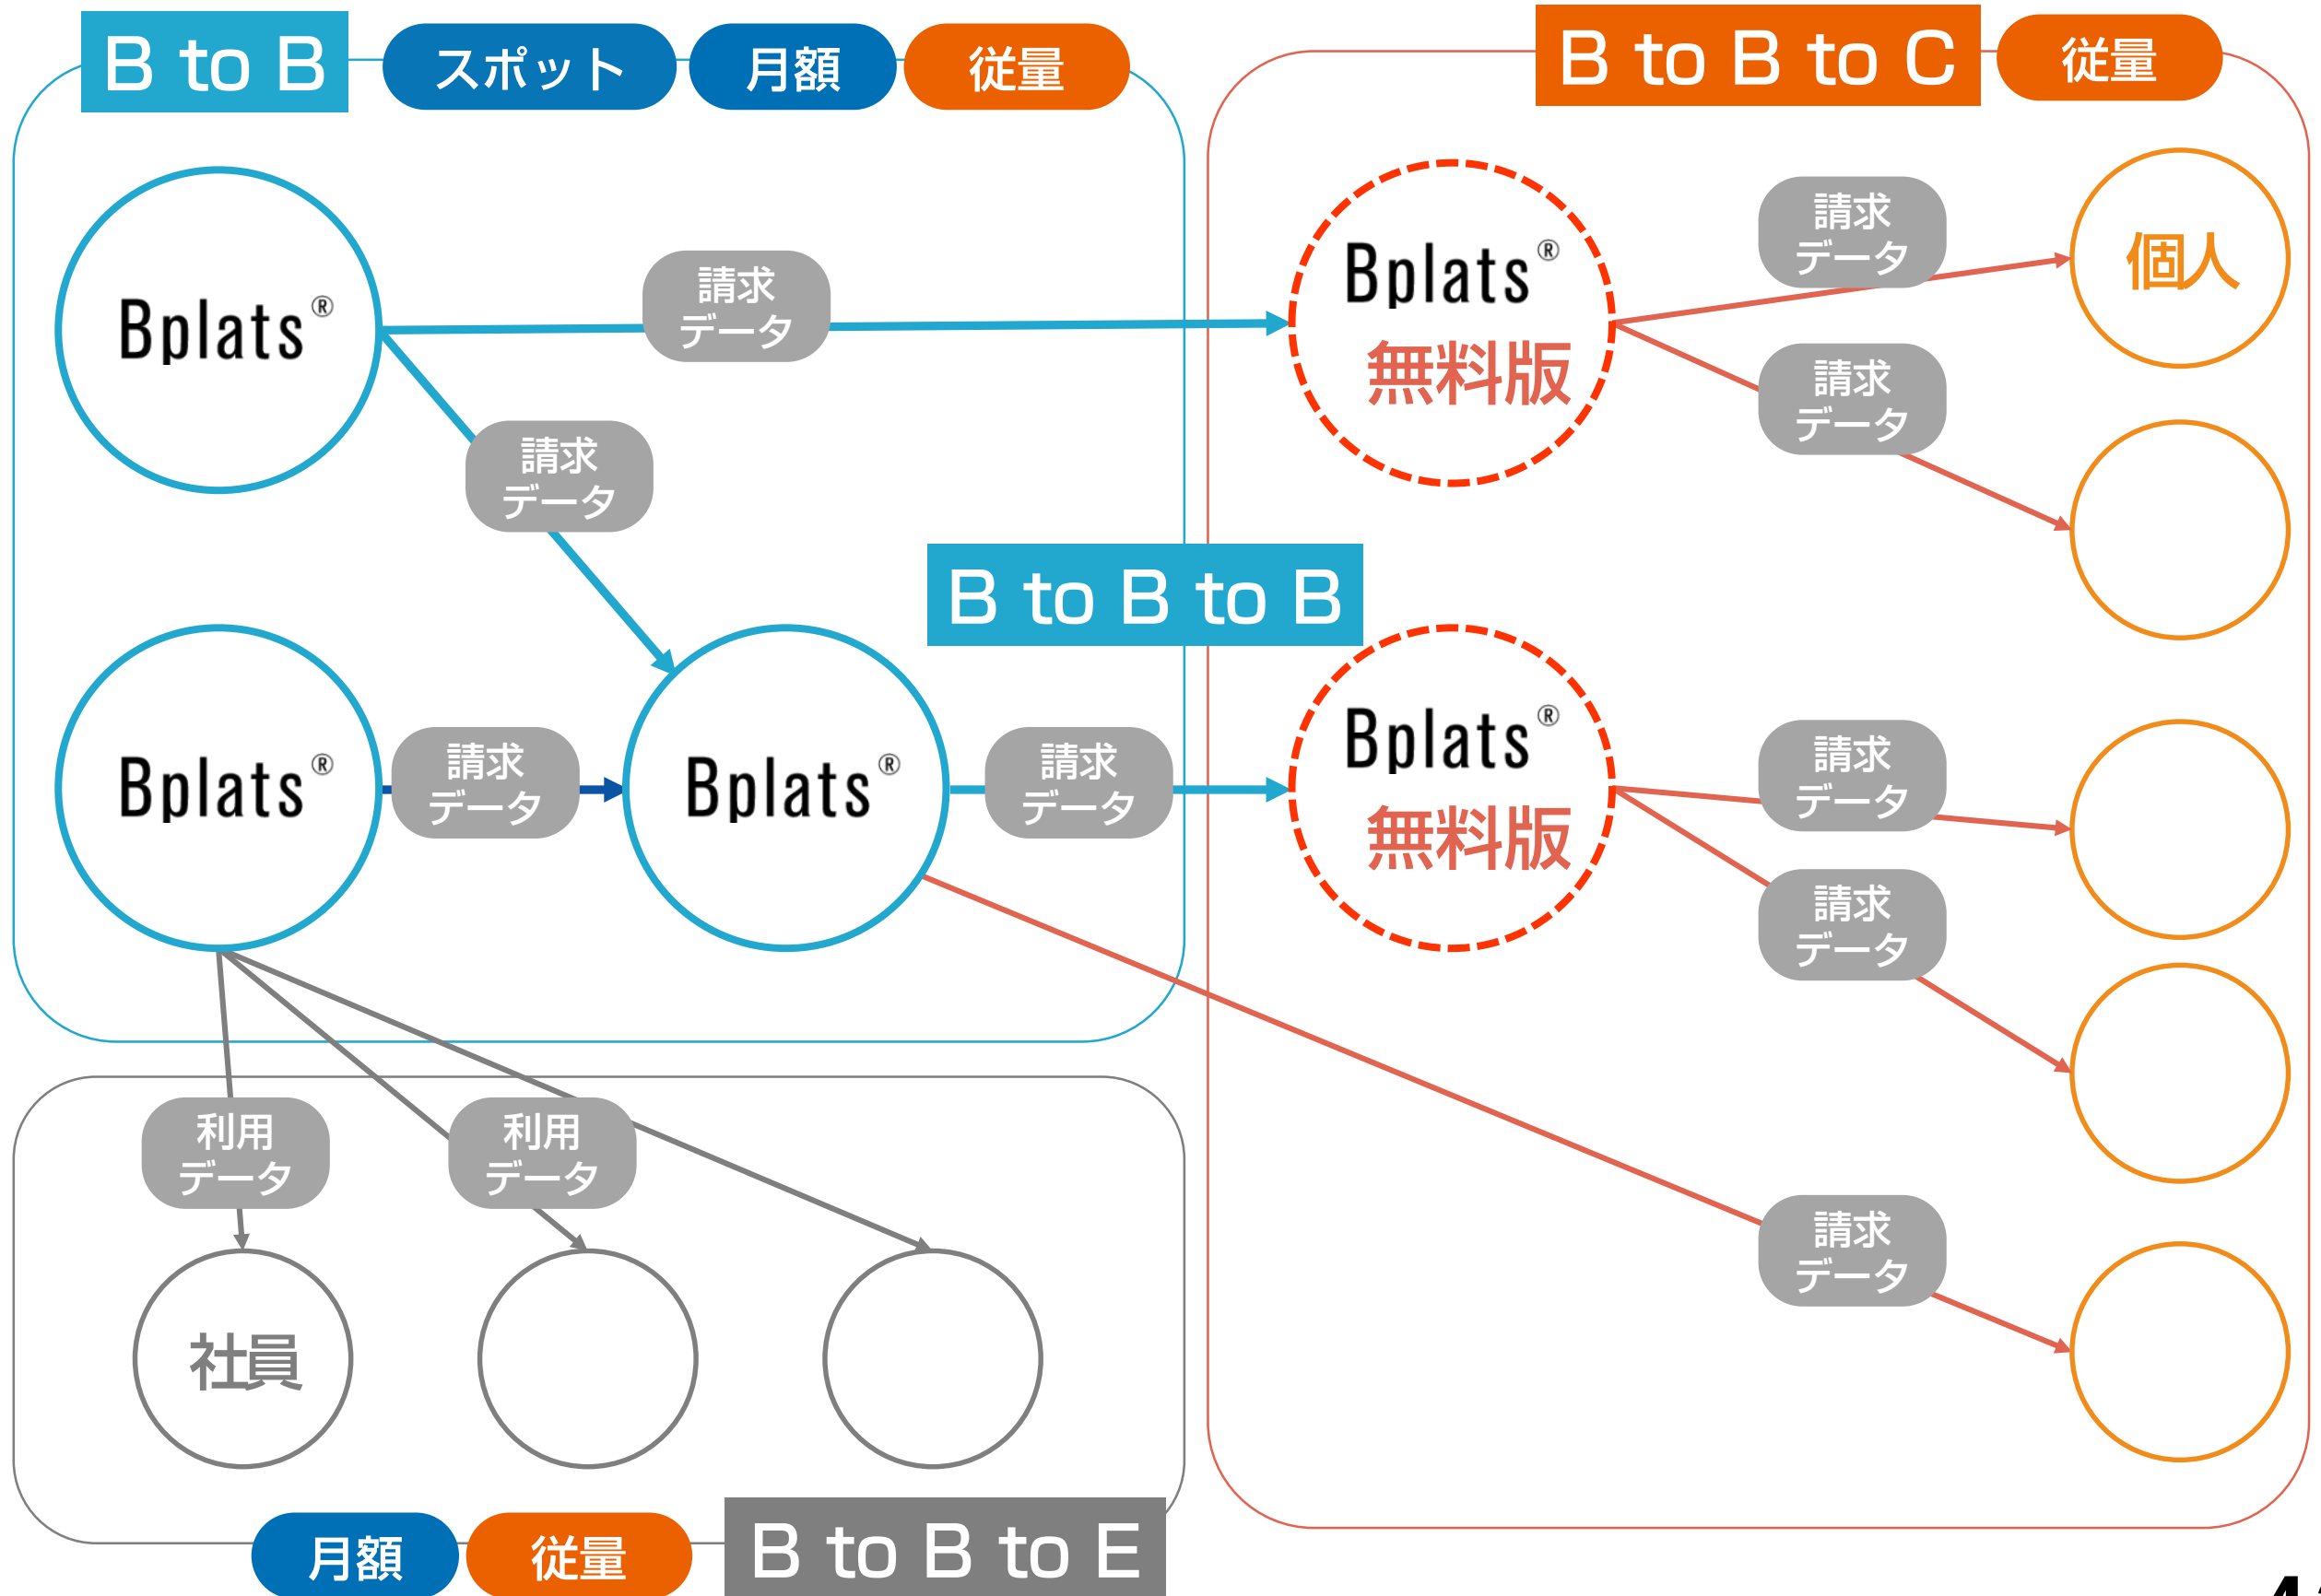 B to B
スポット
月額
従量
B to B to C
従量
Bplats®
請求
データ
Bplats®
無料版
請求
データ
個人
請求
データ
請求
データ
B to B to B
Bplats®
請求
データ
Bplats®
請求
データ
Bplats®
無料版
請求
データ
請求
データ
利用
データ
利用
データ
請求
データ
社員
月額
従量
B to B to E